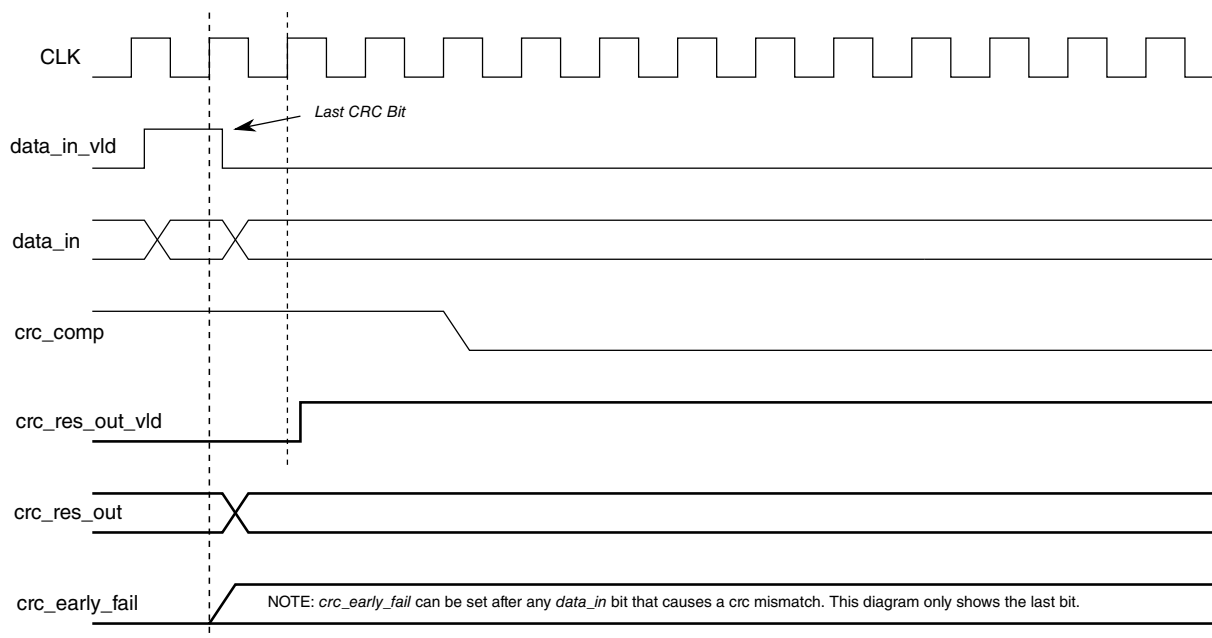 CLK
Last CRC Bit
data_in_vld
data_in
crc_comp
crc_res_out_vld
crc_res_out
crc_early_fail
NOTE: crc_early_fail can be set after any data_in bit that causes a crc mismatch. This diagram only shows the last bit.